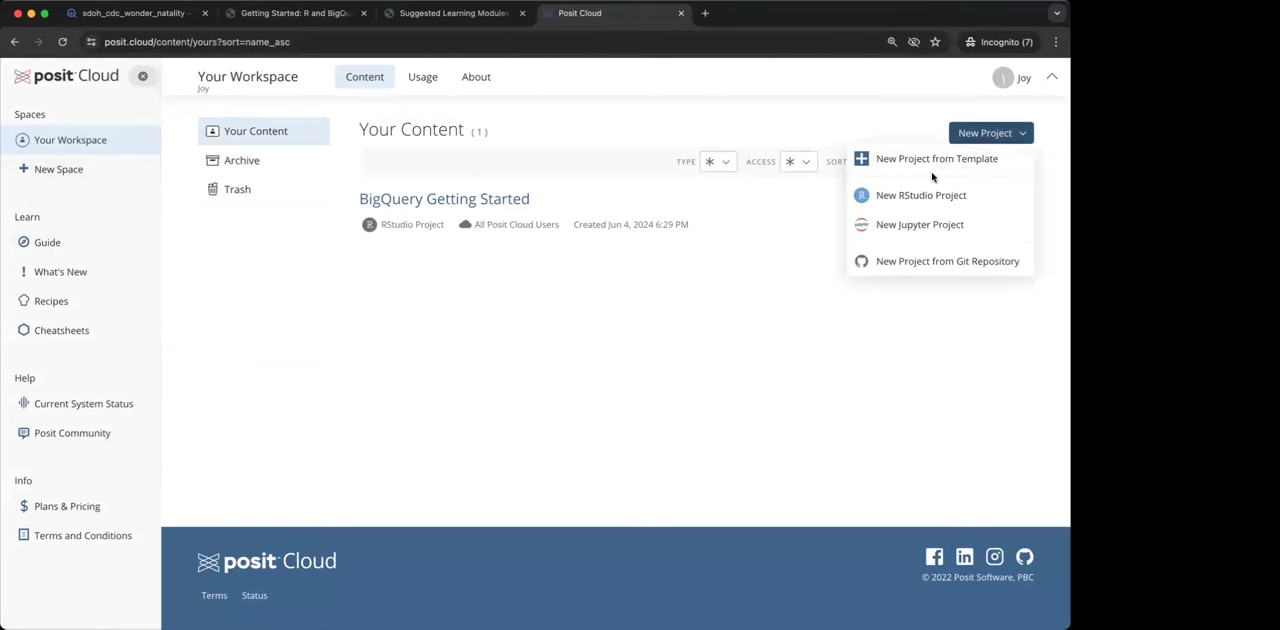 sdoh_cdc_wonder_natality -
Getting Started: R and BigQu
Suggested Learning Modules
Posit Cloud
posit.cloud/content/yours?sort=name_asc
Incognito (7)
posit Cloud
Your Workspace
Joy
Content
Usage
About
Joy
Spaces
Your Workspace
New Space
Learn
Guide
What's New
Recipes
Cheatsheets
Help
Current System Status
Posit Community
Info
Plans & Pricing
Terms and Conditions
Your Content
Archive
Trash
Your Content (1)
New Project
TYPE * ACCESS * SORT
New Project from Template
New RStudio Project
New Jupyter Project
New Project from Git Repository
BigQuery Getting Started
R RStudio Project All Posit Cloud Users Created Jun 4, 2024 6:29 PM
posit Cloud
Terms Status
© 2022 Posit Software, PBC